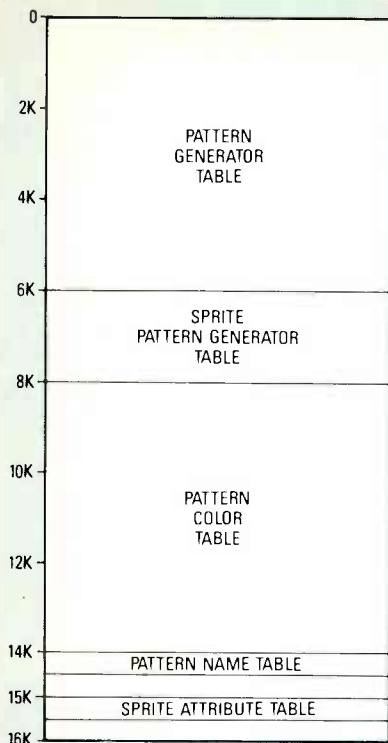 0
2K
PATTERN
GENERATOR
TABLE
4K
6K
SPRITE
PATTERN GENERATOR
TABLE
8K
10K
PATTERN
COLOR
TABLE
12K
14K
PATTERN NAME TABLE
15K
SPRITE ATTRIBUTE TABLE
16K